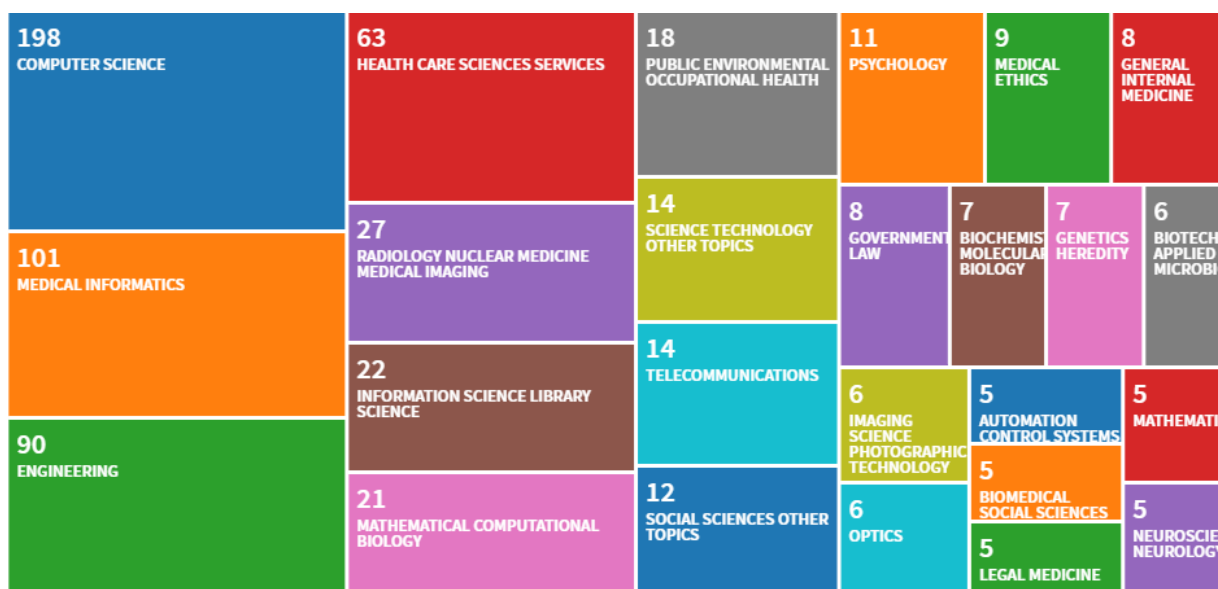 198
COMPUTER SCIENCE
101
MEDICAL INFORMATICS
90
ENGINEERING
63
HEALTH CARE SCIENCES SERVICES
27
RADIOLOGY NUCLEAR MEDICINE
MEDICAL IMAGING
22
INFORMATION SCIENCE LIBRARY
SCIENCE
21
MATHEMATICAL COMPUTATIONAL
BIOLOGY
18
PUBLIC ENVIRONMENTAL
OCCUPATIONAL HEALTH
14
SCIENCE TECHNOLOGY
OTHER TOPICS
14
TELECOMMUNICATIONS
12
SOCIAL SCIENCES OTHER
TOPICS
11
PSYCHOLOGY
9
MEDICAL
ETHICS
8
GENERAL
INTERNAL
MEDICINE
8
GOVERNMENT
LAW
7
BIOCHEMIS
MOLECULAR
BIOLOGY
7
GENETICS
HEREDITY
6
BIOTECH
APPLIED
MICROBI
6
IMAGING
SCIENCE
PHOTOGRAPHIC
TECHNOLOGY
6
OPTICS
5
AUTOMATION
CONTROL SYSTEMS
5
BIOMEDICAL
SOCIAL SCIENCES
5
LEGAL MEDICINE
5
MATHEMATI
5
NEUROSCIE
NEUROLOGY